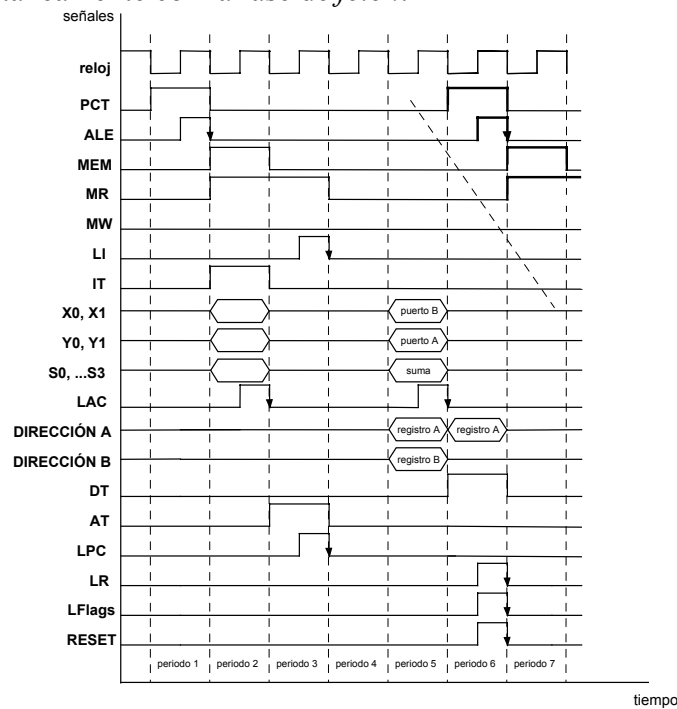 señales
reloj
PCT
ALE
MEM
MR
MW
LI
IT
X0, X1 puerto B
Y0, Y1 puerto A
S0, ...S3 suma
LAC
DIRECCIÓN A registro A registro A
DIRECCIÓN B registro B
DT
AT
LPC
LR
LFlags
RESET
periodo 1 periodo 2 periodo 3 periodo 4 periodo 5 periodo 6 periodo 7
tiempo